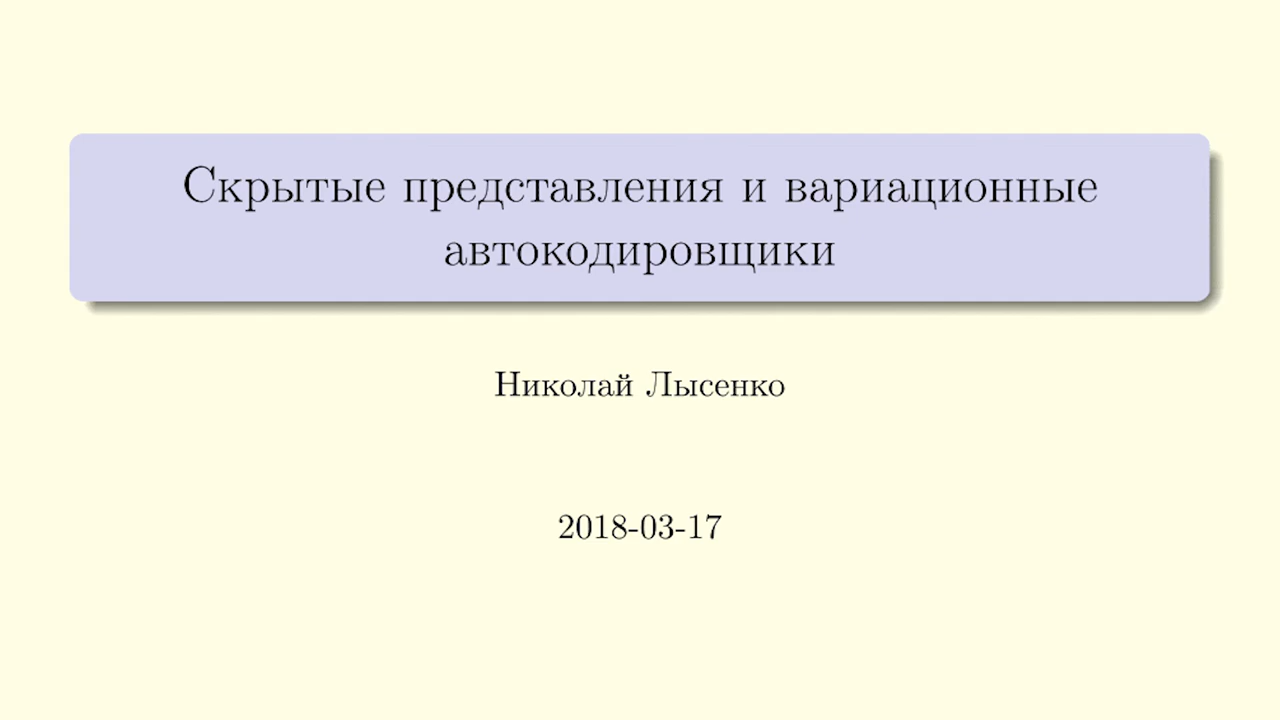 Скрытые представления и вариационные
автокодировщики
Николай Лысенко
2018-03-17